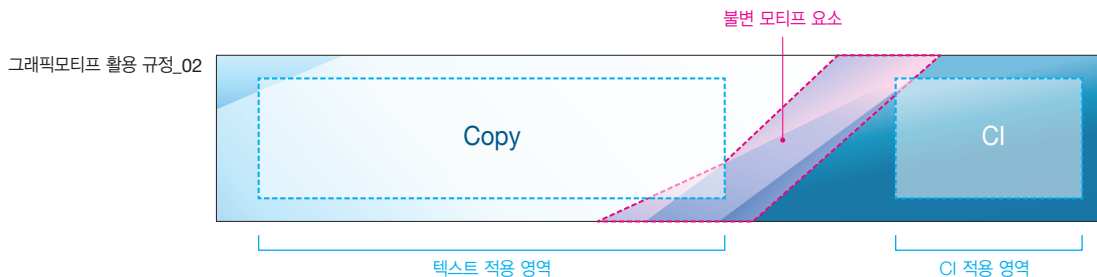 불변 모티프 요소
그래픽모티프 활용 규정_02
Copy
CI
텍스트 적용 영역
CI 적용 영역